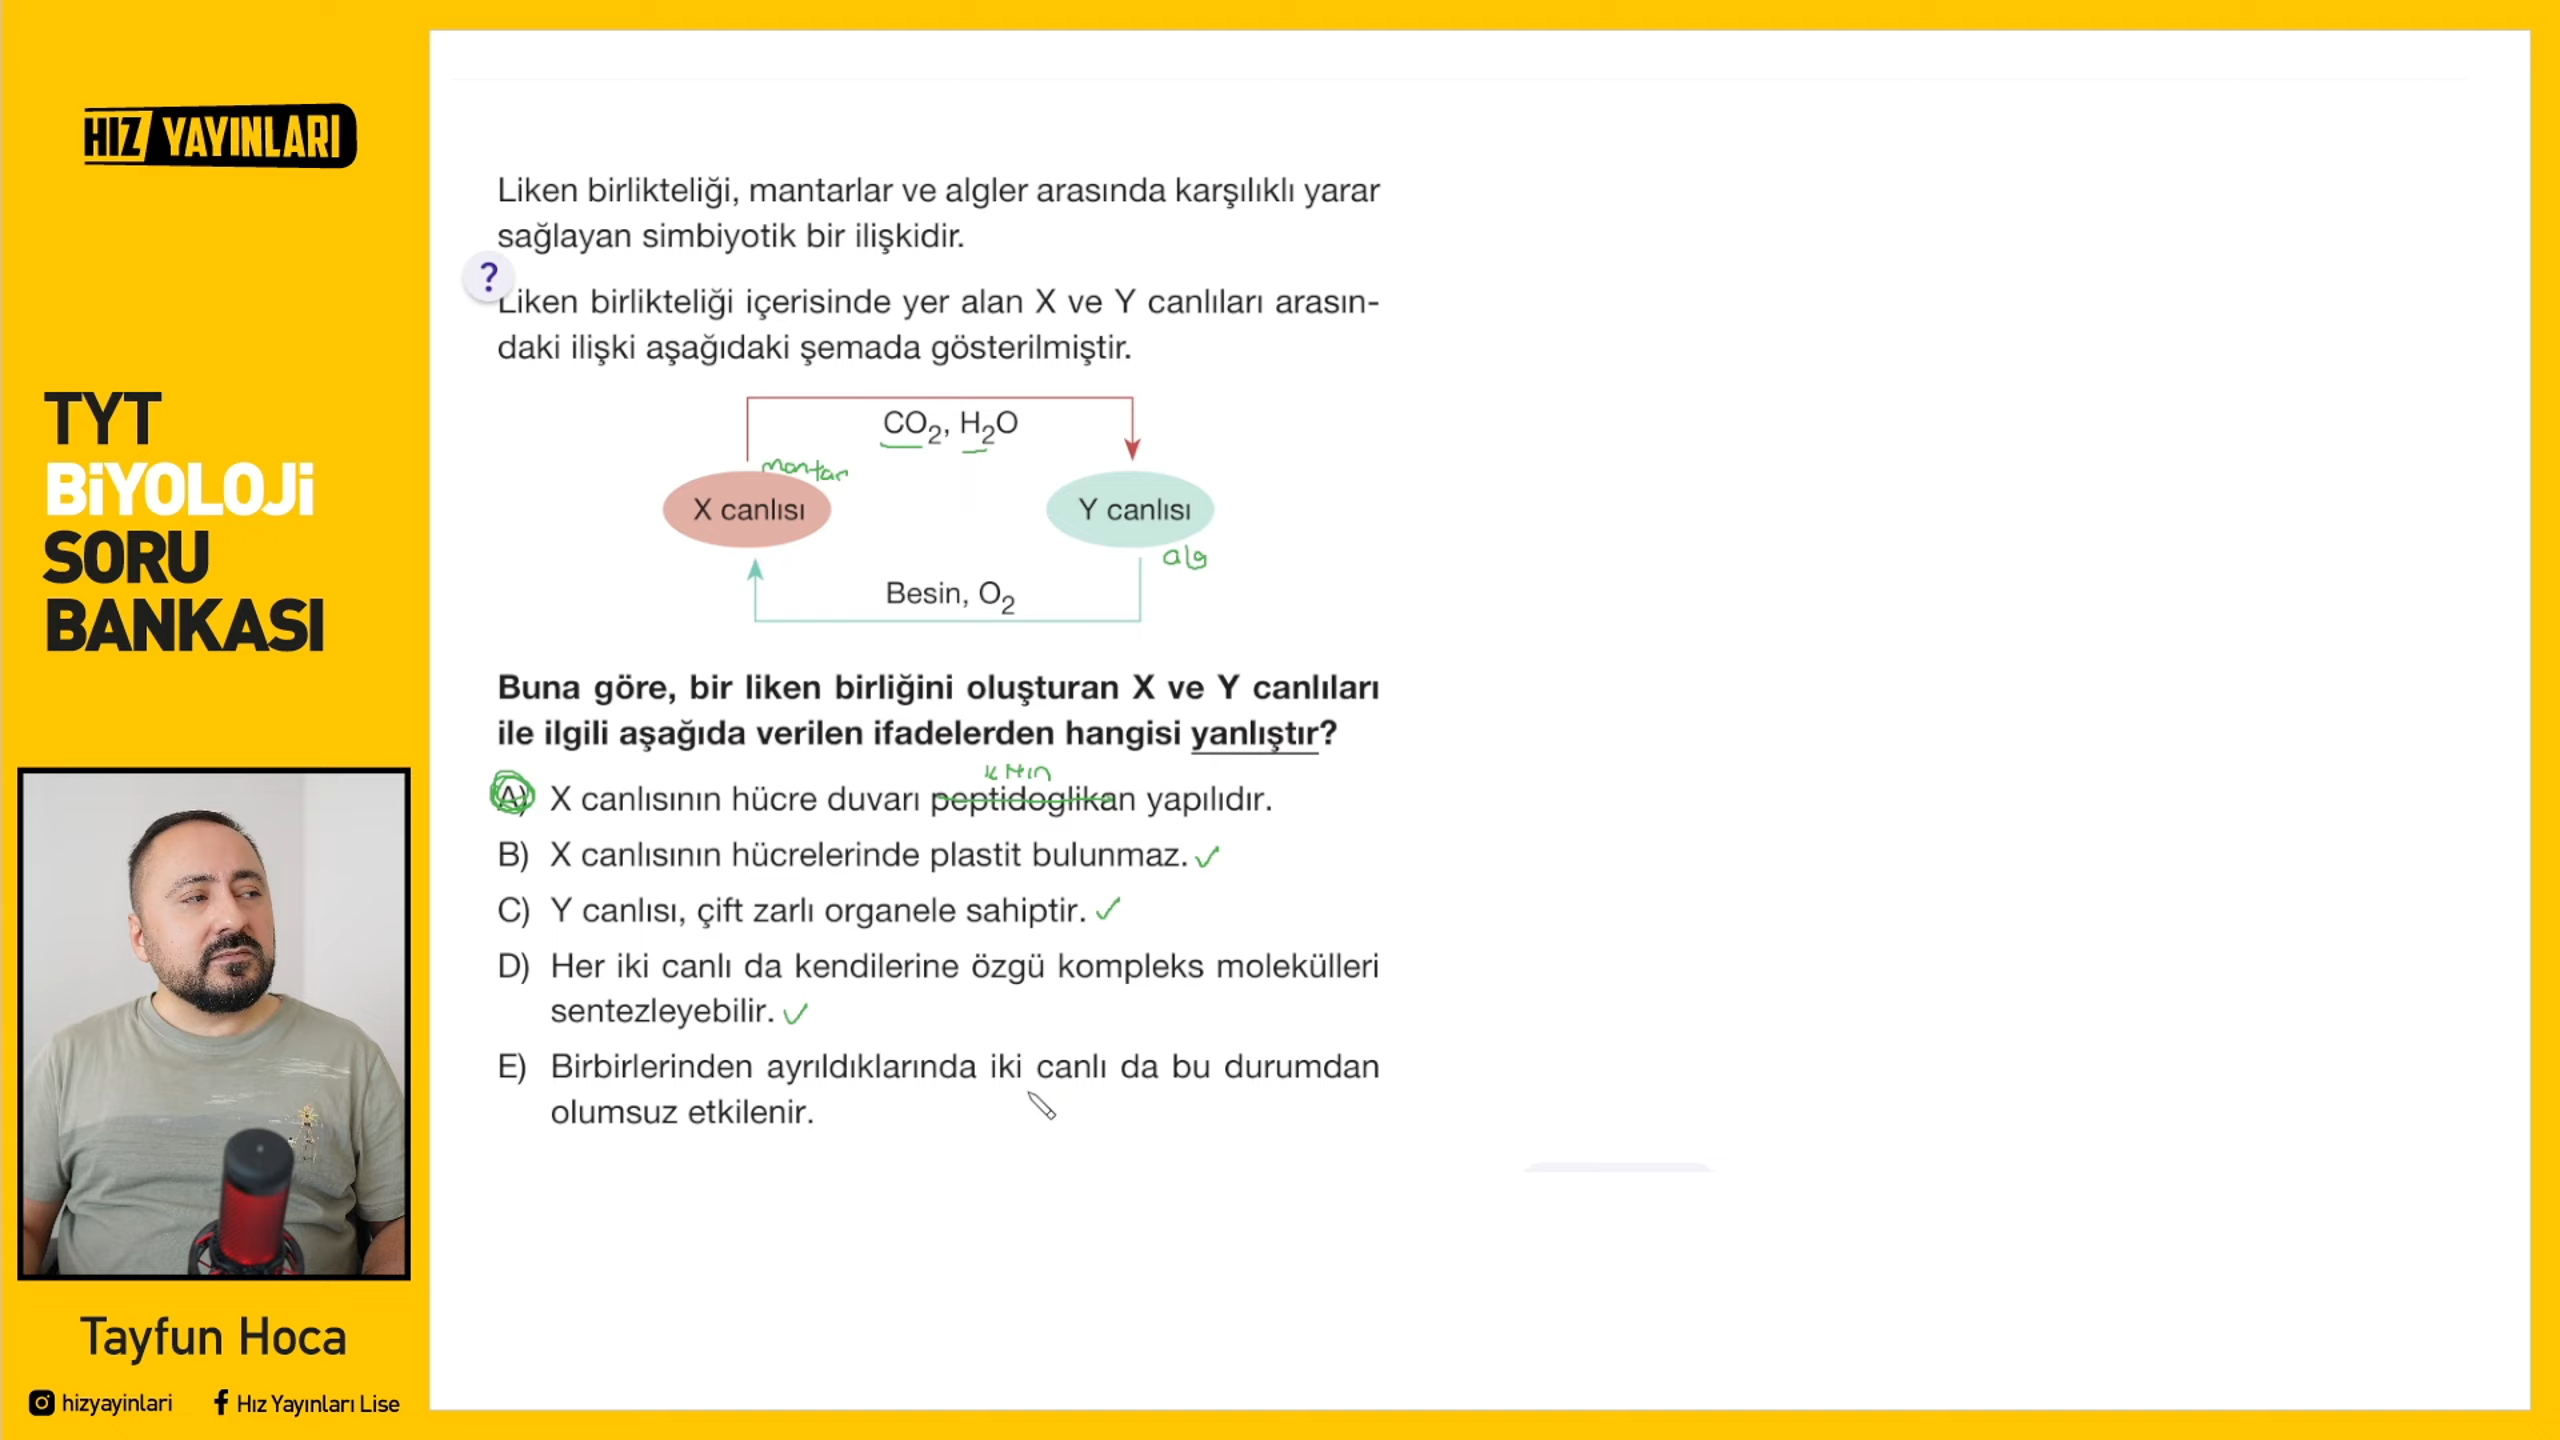 HIZ YAYINLARI
TYT
BiYOLOJi
SORU
BANKASI
Tayfun Hoca
hizyayinlari
Hız Yayınları Lise
Liken birlikteliği, mantarlar ve algler arasında karşılıklı yarar
sağlayan simbiyotik bir ilişkidir.
?
Liken birlikteliği içerisinde yer alan X ve Y canlıları arasın-
daki ilişki aşağıdaki şemada gösterilmiştir.
CO2, H2O
mantar
X canlısı
Y canlısı
alg
Besin, O2
Buna göre, bir liken birliğini oluşturan X ve Y canlıları
ile ilgili aşağıda verilen ifadelerden hangisi yanlıştır?
kitin
A) X canlısının hücre duvarı peptidoglikan yapılıdır.
B) X canlısının hücrelerinde plastit bulunmaz.
C) Y canlısı, çift zarlı organele sahiptir.
D) Her iki canlı da kendilerine özgü kompleks molekülleri
sentezleyebilir.
E) Birbirlerinden ayrıldıklarında iki canlı da bu durumdan
olumsuz etkilenir.